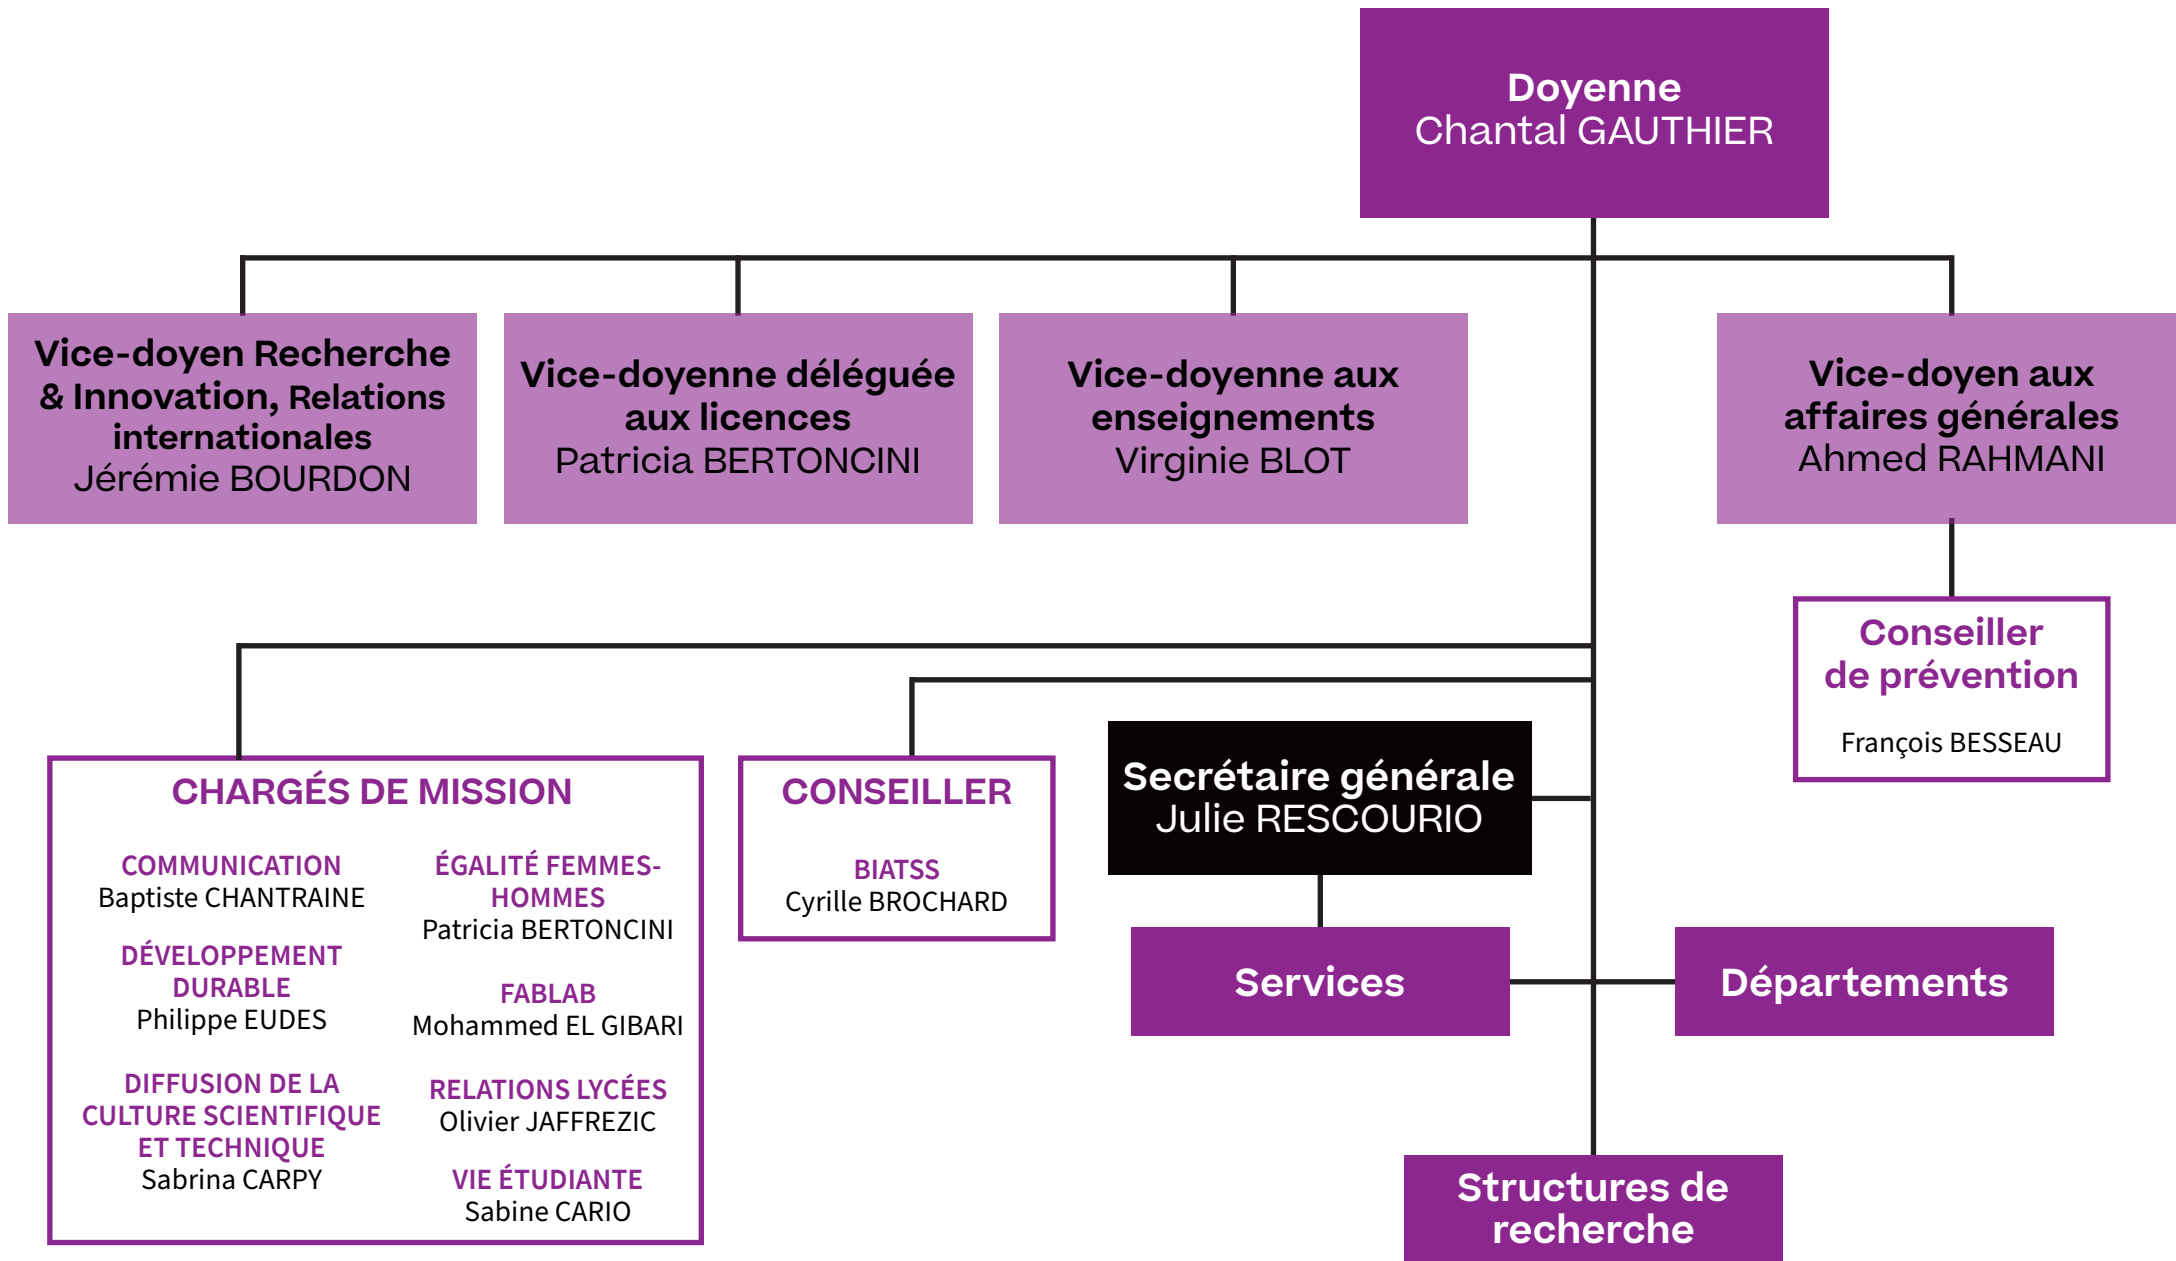 Doyenne
Chantal GAUTHIER
Vice-doyen Recherche
& Innovation, Relations
internationales
Jérémie BOURDON
Vice-doyenne déléguée
aux licences
Patricia BERTONCINI
Vice-doyenne aux
enseignements
Virginie BLOT
Vice-doyen aux
affaires générales
Ahmed RAHMANI
Conseiller
de prévention
François BESSEAU
CHARGÉS DE MISSION
COMMUNICATION
Baptiste CHANTRAINE
DÉVELOPPEMENT
DURABLE
Philippe EUDES
DIFFUSION DE LA
CULTURE SCIENTIFIQUE
ET TECHNIQUE
Sabrina CARPY
ÉGALITÉ FEMMES-
HOMMES
Patricia BERTONCINI
FABLAB
Mohammed EL GIBARI
RELATIONS LYCÉES
Olivier JAFFREZIC
VIE ÉTUDIANTE
Sabine CARIO
CONSEILLER
BIATSS
Cyrille BROCHARD
Secrétaire générale
Julie RESCOURIO
Services
Départements
Structures de
recherche